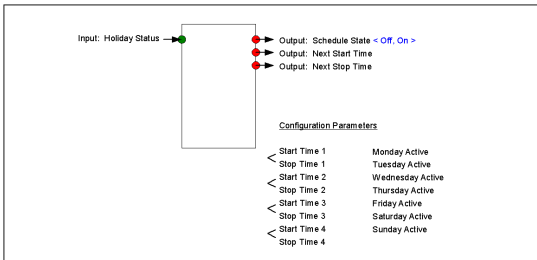 Input: Holiday Status
Output: Schedule State < Off, On >
Output: Next Start Time
Output: Next Stop Time
Configuration Parameters
Start Time 1 Monday Active
Stop Time 1 Tuesday Active
Start Time 2 Wednesday Active
Stop Time 2 Thursday Active
Start Time 3 Friday Active
Stop Time 3 Saturday Active
Start Time 4 Sunday Active
Stop Time 4